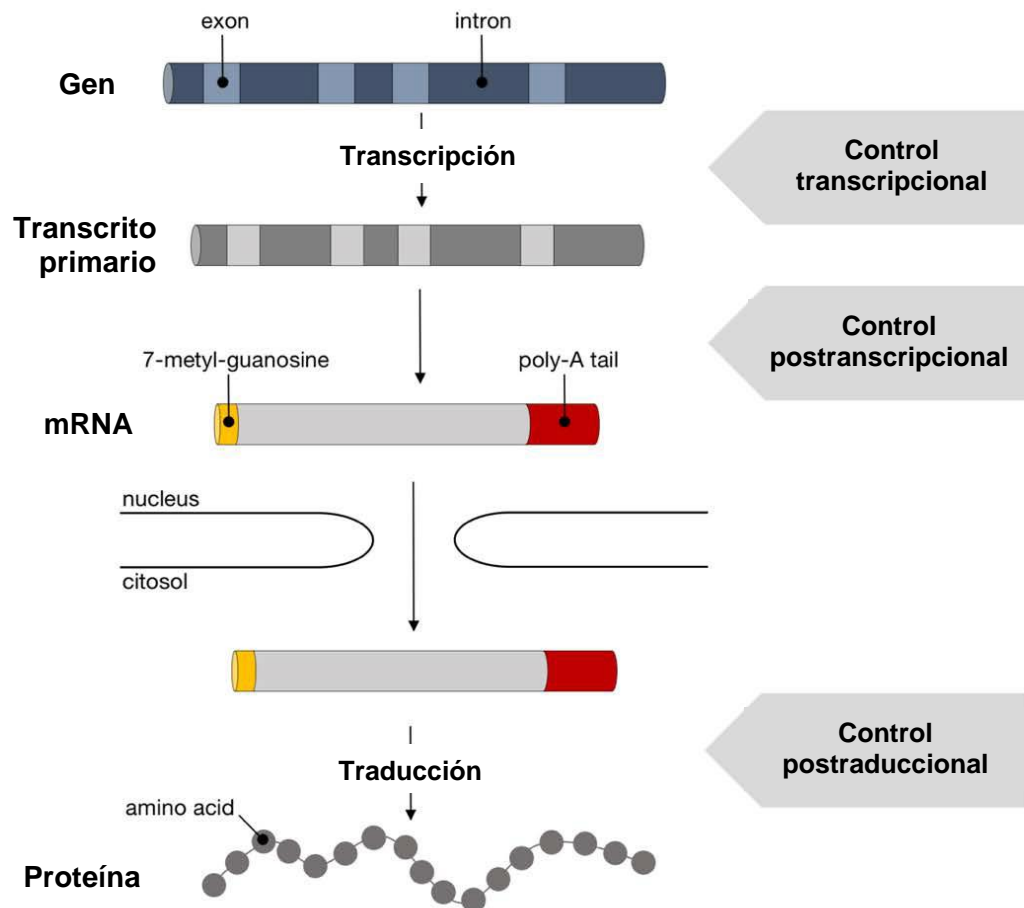 exon
intron
Gen
Transcripción
Control
transcripcional
Transcrito
primario
Control
postranscripcional
7-metyl-guanosine
poly-A tail
mRNA
nucleus
citosol
Control
postraduccional
Traducción
amino acid
Proteína